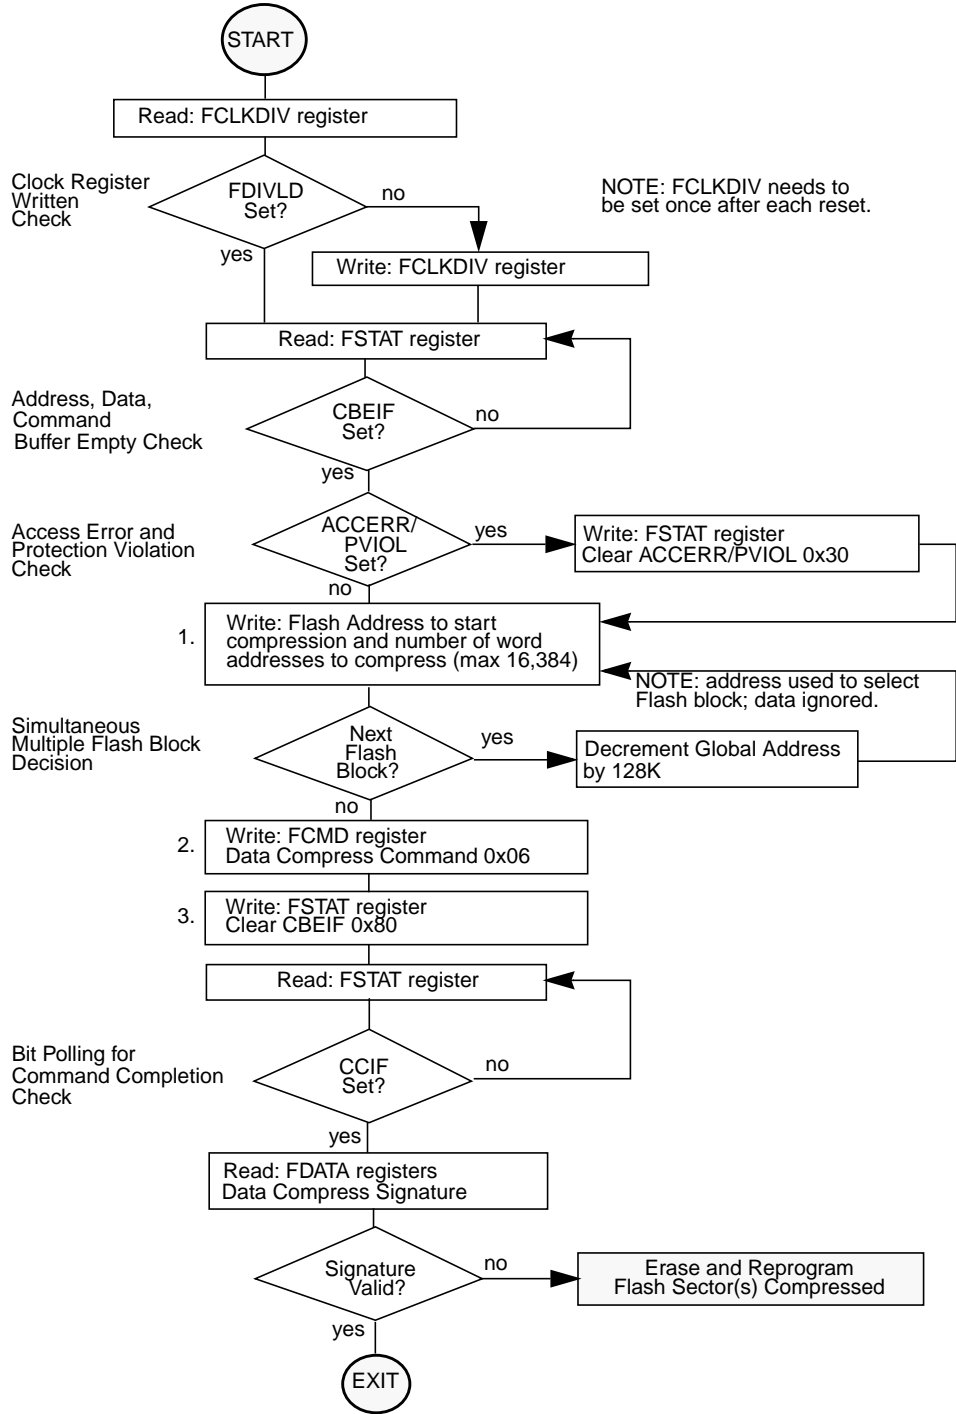 START
Read: FCLKDIV register
Clock Register
Written
Check
FDIVLD
Set?
no
yes
NOTE: FCLKDIV needs to
be set once after each reset.
Write: FCLKDIV register
Read: FSTAT register
Address, Data,
Command
Buffer Empty Check
CBEIF
Set?
no
yes
Access Error and
Protection Violation
Check
ACCERR/
PVIOL
Set?
yes
no
Write: FSTAT register
Clear ACCERR/PVIOL 0x30
1.
Write: Flash Address to start
compression and number of word
addresses to compress (max 16,384)
NOTE: address used to select
Flash block; data ignored.
Simultaneous
Multiple Flash Block
Decision
Next
Flash
Block?
yes
no
Decrement Global Address
by 128K
2.
Write: FCMD register
Data Compress Command 0x06
3.
Write: FSTAT register
Clear CBEIF 0x80
Read: FSTAT register
Bit Polling for
Command Completion
Check
CCIF
Set?
no
yes
Read: FDATA registers
Data Compress Signature
Signature
Valid?
no
yes
Erase and Reprogram
Flash Sector(s) Compressed
EXIT